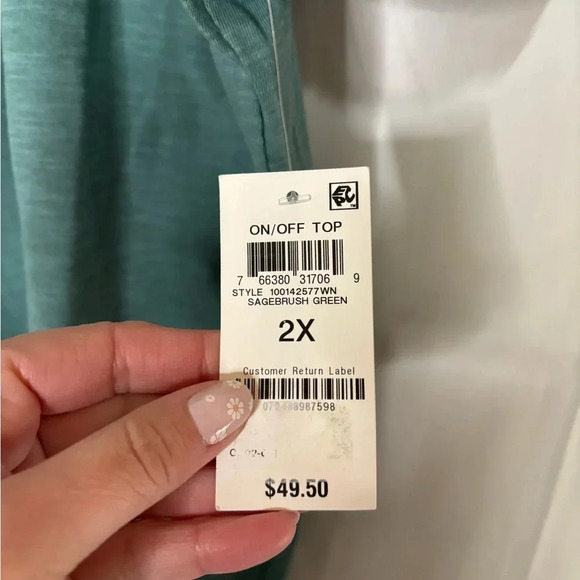 ON/OFF TOP
7 66380 31706 9
STYLE 100142577WN
SAGEBRUSH GREEN
2X
Customer Return Label
$49.50